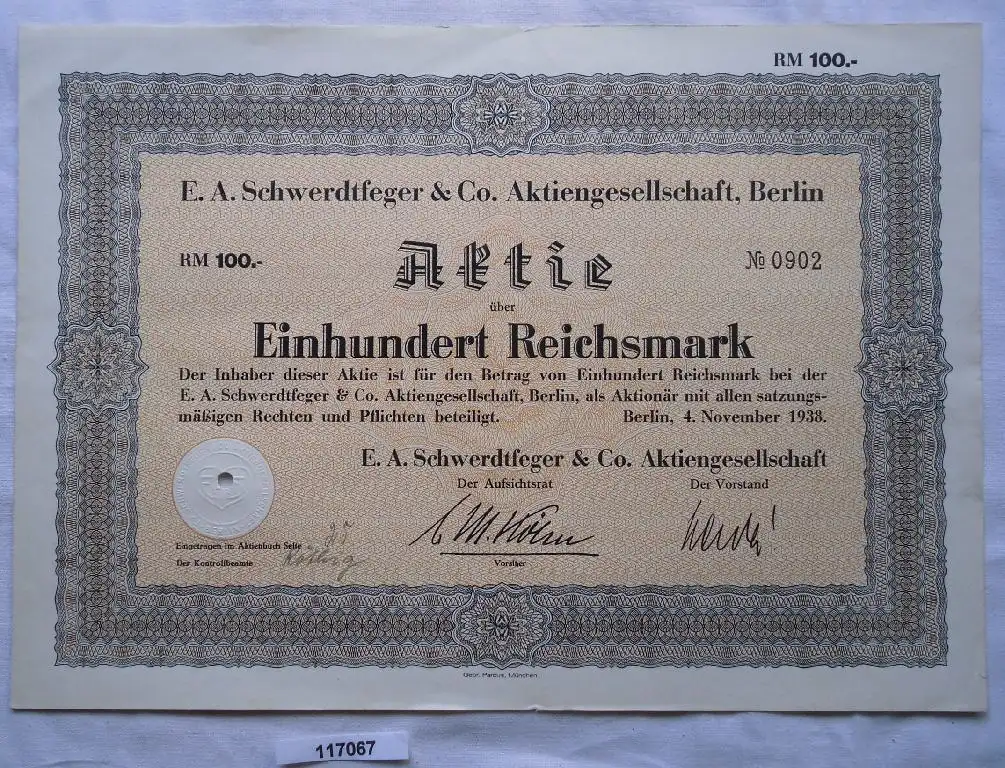 RM 100.-
E. A. Schwerdtfeger & Co. Aktiengesellschaft, Berlin
RM 100.-
Aktie
№ 0902
über
Einhundert Reichsmark
Der Inhaber dieser Aktie ist für den Betrag von Einhundert Reichsmark bei der
E. A. Schwerdtfeger & Co. Aktiengesellschaft, Berlin, als Aktionär mit allen satzungs-
mäßigen Rechten und Pflichten beteiligt.
Berlin, 4. November 1938.
E. A. Schwerdtfeger & Co. Aktiengesellschaft
Der Aufsichtsrat
Der Vorstand
Eingetragen im Aktienbuch Seite 25
Der Kontrollbeamte
Vorsitzer
Gebr. Parcus, München.
117067